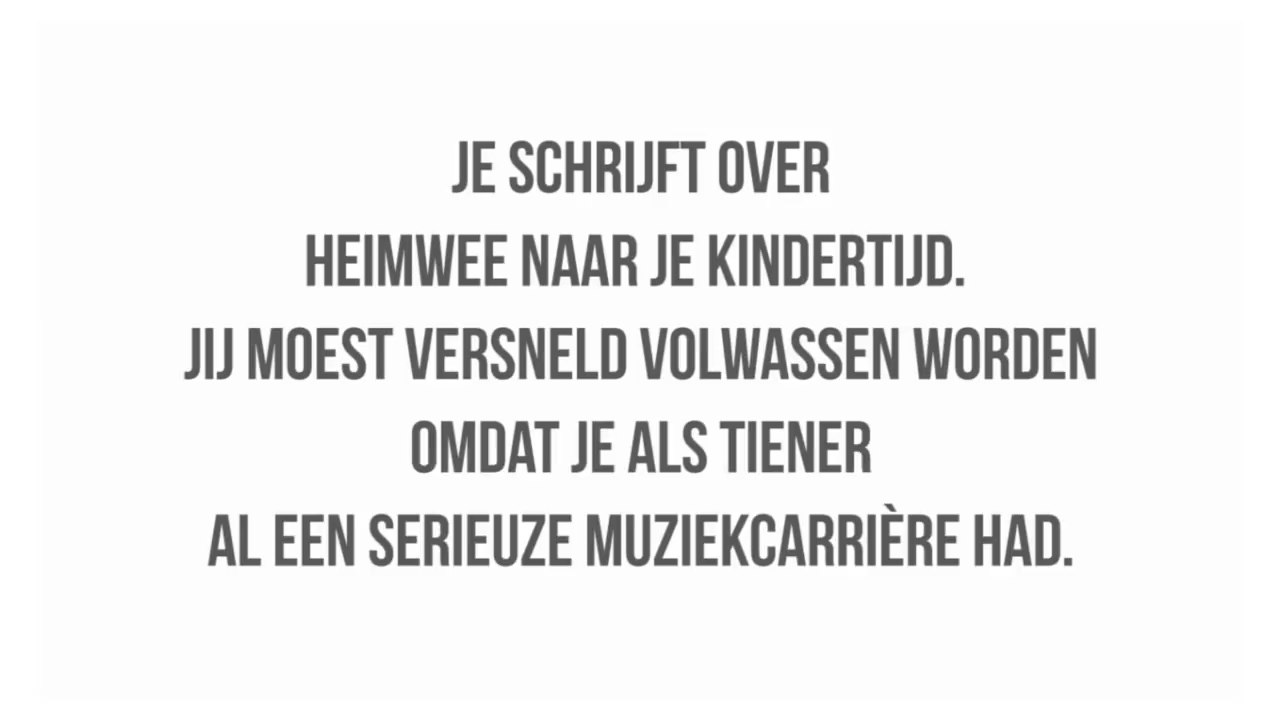 JE SCHRIJFT OVER
HEIMWEE NAAR JE KINDERTIJD.
JIJ MOEST VERSNELD VOLWASSEN WORDEN
OMDAT JE ALS TIENER
AL EEN SERIEUZE MUZIEKCARRIÈRE HAD.